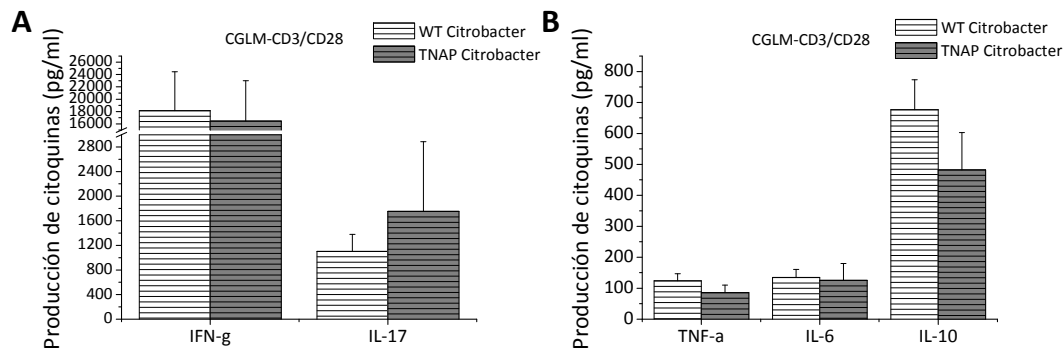 A
CGLM-CD3/CD28
WT Citrobacter
TNAP Citrobacter
Producción de citoquinas (pg/ml)
26000
24000
22000
20000
18000
16000
2800
2400
2000
1600
1200
800
400
0
IFN-g
IL-17
B
CGLM-CD3/CD28
WT Citrobacter
TNAP Citrobacter
Producción de citoquinas (pg/ml)
800
700
600
500
400
300
200
100
0
TNF-a
IL-6
IL-10